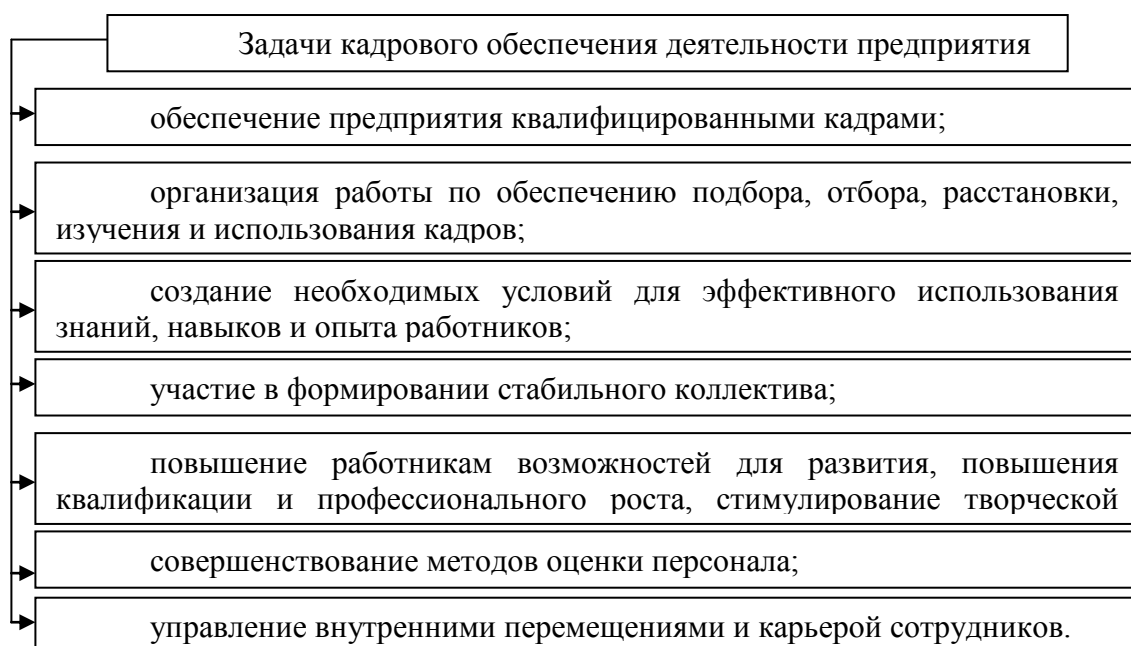 Задачи кадрового обеспечения деятельности предприятия
обеспечение предприятия квалифицированными кадрами;
организация работы по обеспечению подбора, отбора, расстановки,
изучения и использования кадров;
создание необходимых условий для эффективного использования
знаний, навыков и опыта работников;
участие в формировании стабильного коллектива;
повышение работникам возможностей для развития, повышения
квалификации и профессионального роста, стимулирование творческой
совершенствование методов оценки персонала;
управление внутренними перемещениями и карьерой сотрудников.